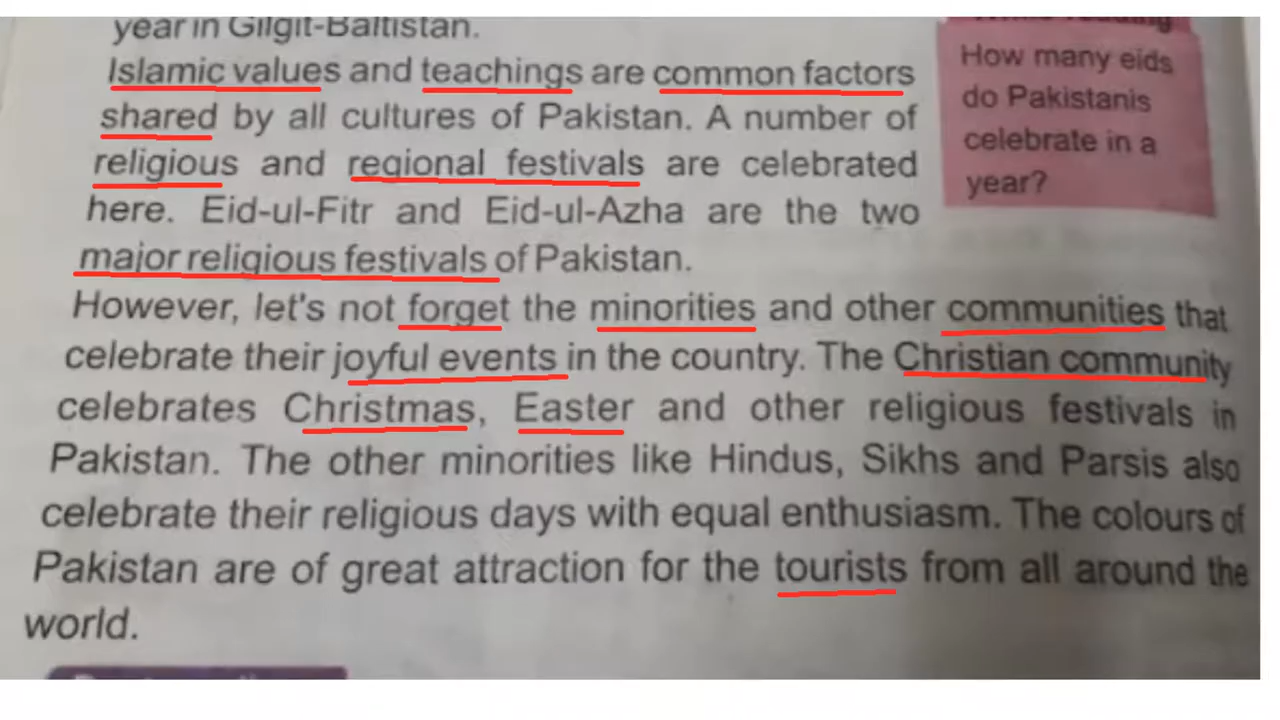 year in Gilgit-Baltistan.
Islamic values and teachings are common factors
shared by all cultures of Pakistan. A number of
religious and regional festivals are celebrated
here. Eid-ul-Fitr and Eid-ul-Azha are the two
major religious festivals of Pakistan.
However, let's not forget the minorities and other communities that
celebrate their joyful events in the country. The Christian community
celebrates Christmas, Easter and other religious festivals in
Pakistan. The other minorities like Hindus, Sikhs and Parsis also
celebrate their religious days with equal enthusiasm. The colours of
Pakistan are of great attraction for the tourists from all around the
world.
reading
How many eids
do Pakistanis
celebrate in a
year?